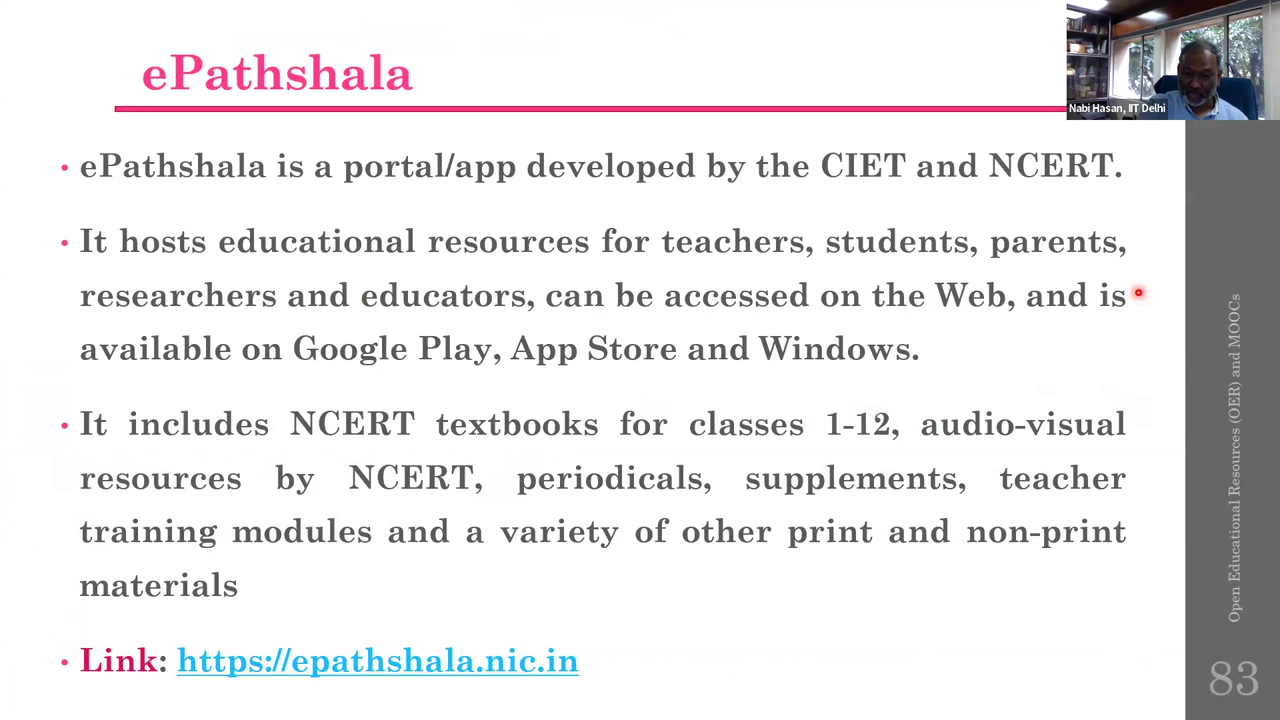 ePathshala
Nabi Hasan, IIT Delhi
• ePathshala is a portal/app developed by the CIET and NCERT.
• It hosts educational resources for teachers, students, parents,
researchers and educators, can be accessed on the Web, and is
available on Google Play, App Store and Windows.
• It includes NCERT textbooks for classes 1-12, audio-visual
resources by NCERT, periodicals, supplements, teacher
training modules and a variety of other print and non-print
materials
• Link: https://epathshala.nic.in
Open Educational Resources (OER) and MOOCs
83